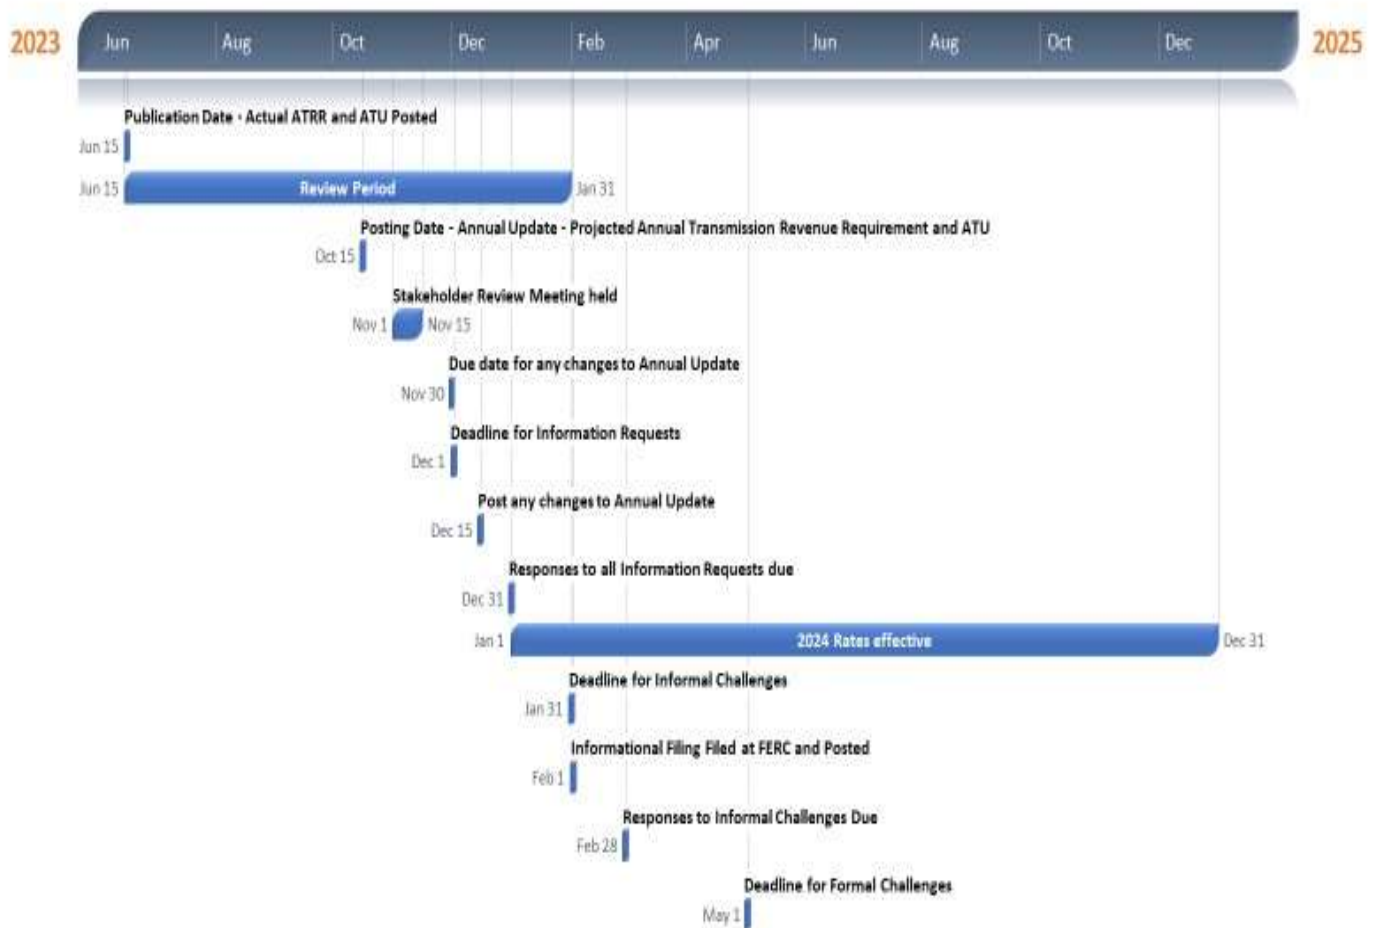 2023 Jun Aug Oct Dec Feb Apr Jun Aug Oct Dec 2025
Publication Date - Actual ATRR and ATU Posted
Jun 15
Jun 15 Review Period Jan 31
Posting Date - Annual Update - Projected Annual Transmission Revenue Requirement and ATU
Oct 15
Stakeholder Review Meeting held
Nov 1 Nov 15
Due date for any changes to Annual Update
Nov 30
Deadline for Information Requests
Dec 1
Post any changes to Annual Update
Dec 15
Responses to all Information Requests due
Dec 31
Jan 1 2024 Rates effective Dec 31
Deadline for Informal Challenges
Jan 31
Informational Filing Filed at FERC and Posted
Feb 1
Responses to Informal Challenges Due
Feb 28
Deadline for Formal Challenges
May 1